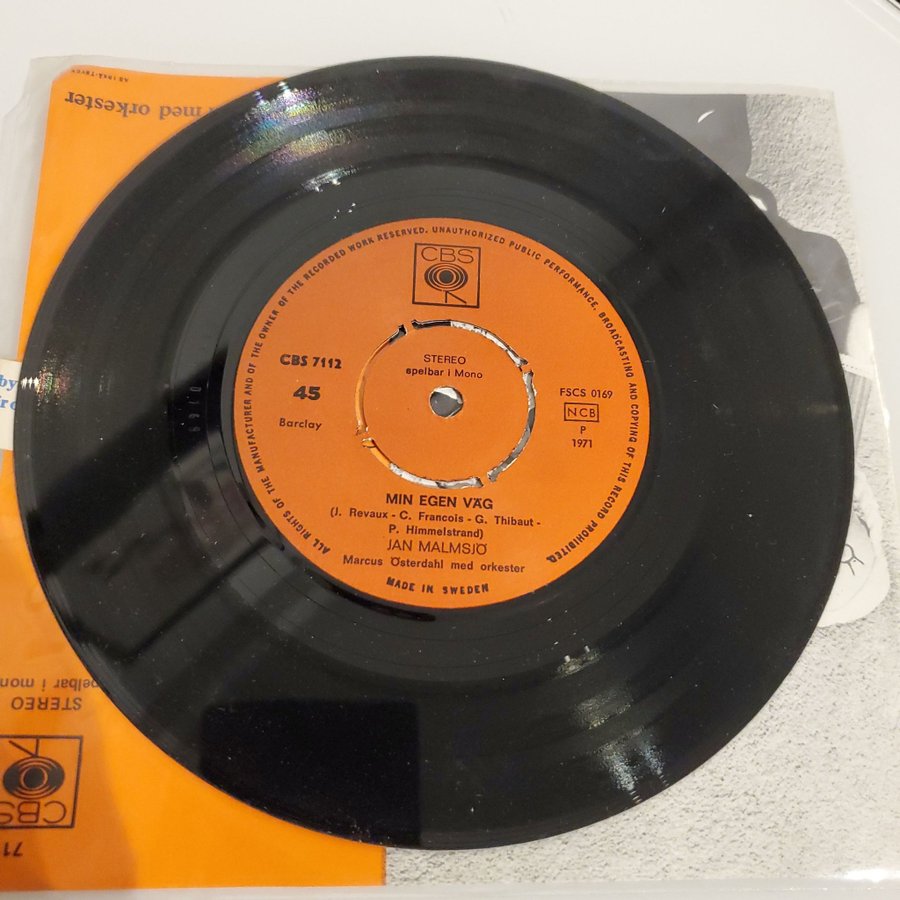 ALL RIGHTS OF THE MANUFACTURER AND OF THE OWNER OF THE RECORDED WORK RESERVED. UNAUTHORIZED PUBLIC PERFORMANCE, BROADCASTING AND COPYING OF THIS RECORD PROHIBITED
CBS
CBS 7112
STEREO
spelbar i Mono
45
FSCS 0169
Barclay
NCB
P
1971
MIN EGEN VÄG
(J. Revaux - C. Francois - G. Thibaut -
P. Himmelstrand)
JAN MALMSJÖ
Marcus Österdahl med orkester
MADE IN SWEDEN
med orkester
by
STEREO
CBS
71